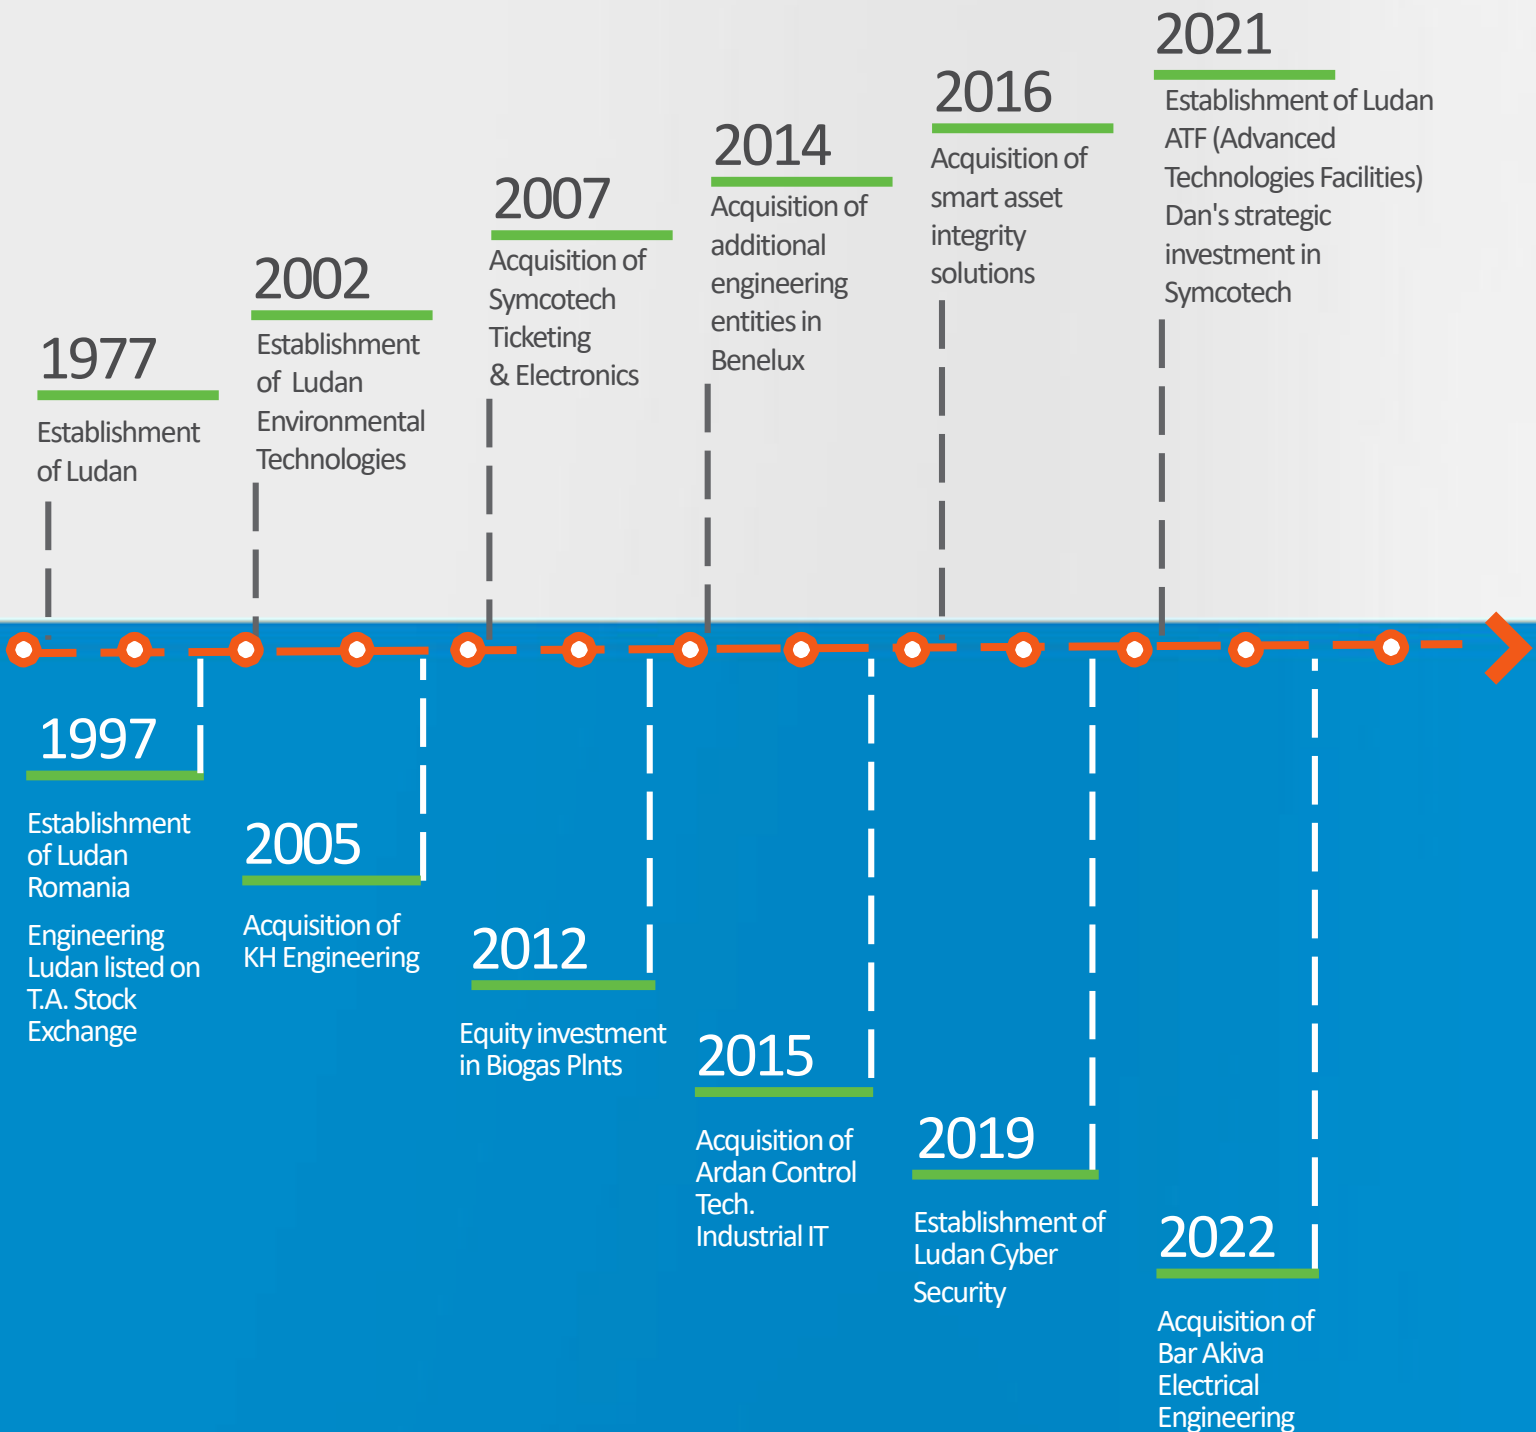 1977
Establishment
of Ludan
2002
Establishment
of Ludan
Environmental
Technologies
2007
Acquisition of
Symcotech
Ticketing
& Electronics
2014
Acquisition of
additional
engineering
entities in
Benelux
2016
Acquisition of
smart asset
integrity
solutions
2021
Establishment of Ludan
ATF (Advanced
Technologies Facilities)
Dan's strategic
investment in
Symcotech
1997
Establishment
of Ludan
Romania
Engineering
Ludan listed on
T.A. Stock
Exchange
2005
Acquisition of
KH Engineering
2012
Equity investment
in Biogas Plnts
2015
Acquisition of
Ardan Control
Tech.
Industrial IT
2019
Establishment of
Ludan Cyber
Security
2022
Acquisition of
Bar Akiva
Electrical
Engineering